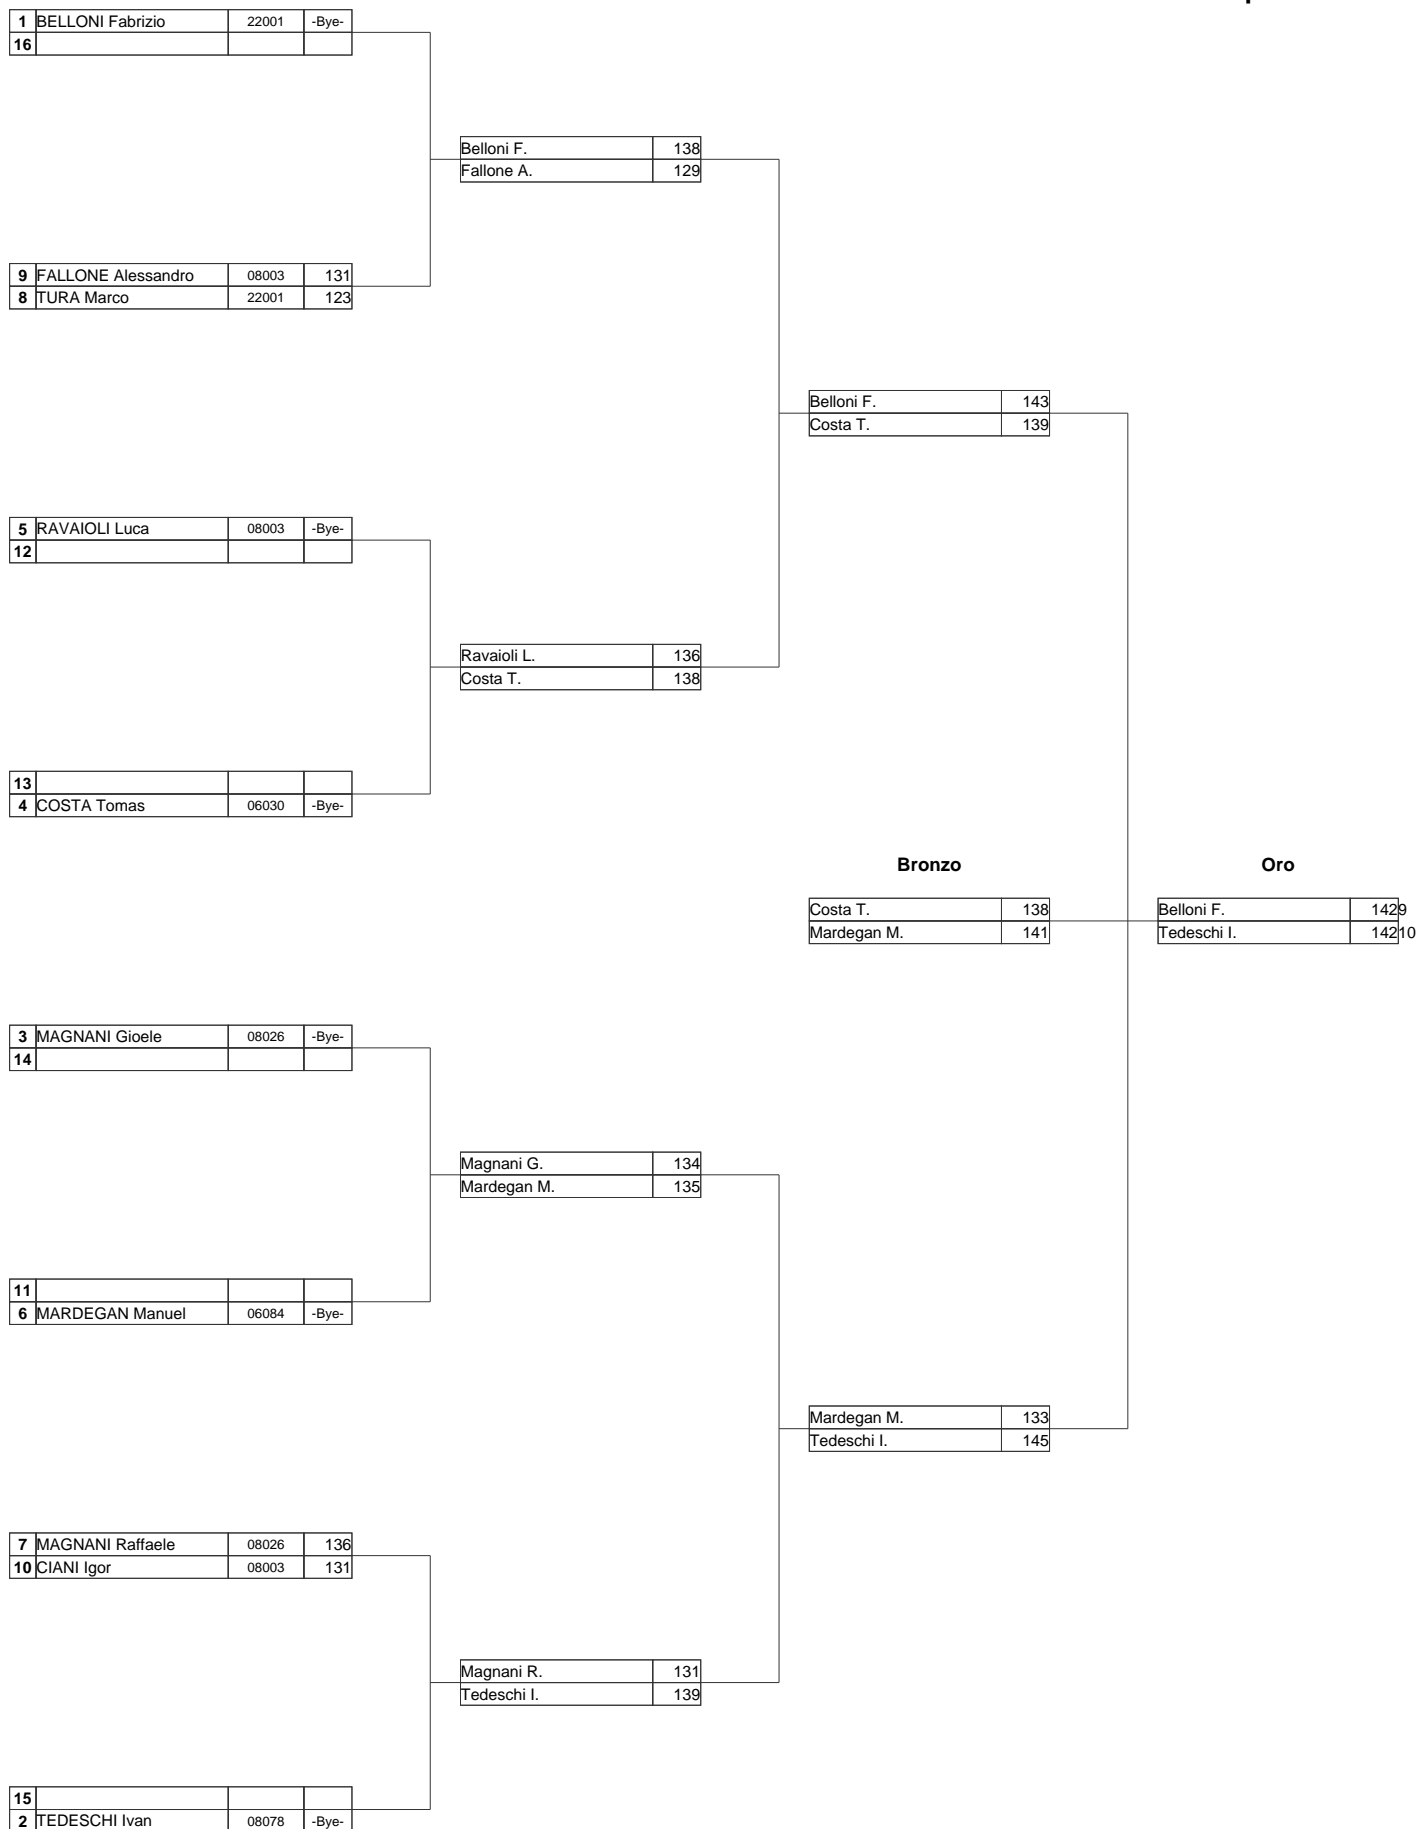 1 BELLONI Fabrizio 22001 -Bye-
16
Belloni F. 138
Fallone A. 129
9 FALLONE Alessandro 08003 131
8 TURA Marco 22001 123
Belloni F. 143
Costa T. 139
5 RAVAIOLI Luca 08003 -Bye-
12
Ravaioli L. 136
Costa T. 138
13
4 COSTA Tomas 06030 -Bye-
Bronzo Oro
Costa T. 138 Belloni F. 1429
Mardegan M. 141 Tedeschi I. 14210
3 MAGNANI Gioele 08026 -Bye-
14
Magnani G. 134
Mardegan M. 135
11
6 MARDEGAN Manuel 06084 -Bye-
Mardegan M. 133
Tedeschi I. 145
7 MAGNANI Raffaele 08026 136
10 CIANI Igor 08003 131
Magnani R. 131
Tedeschi I. 139
15
2 TEDESCHI Ivan 08078 -Bye-